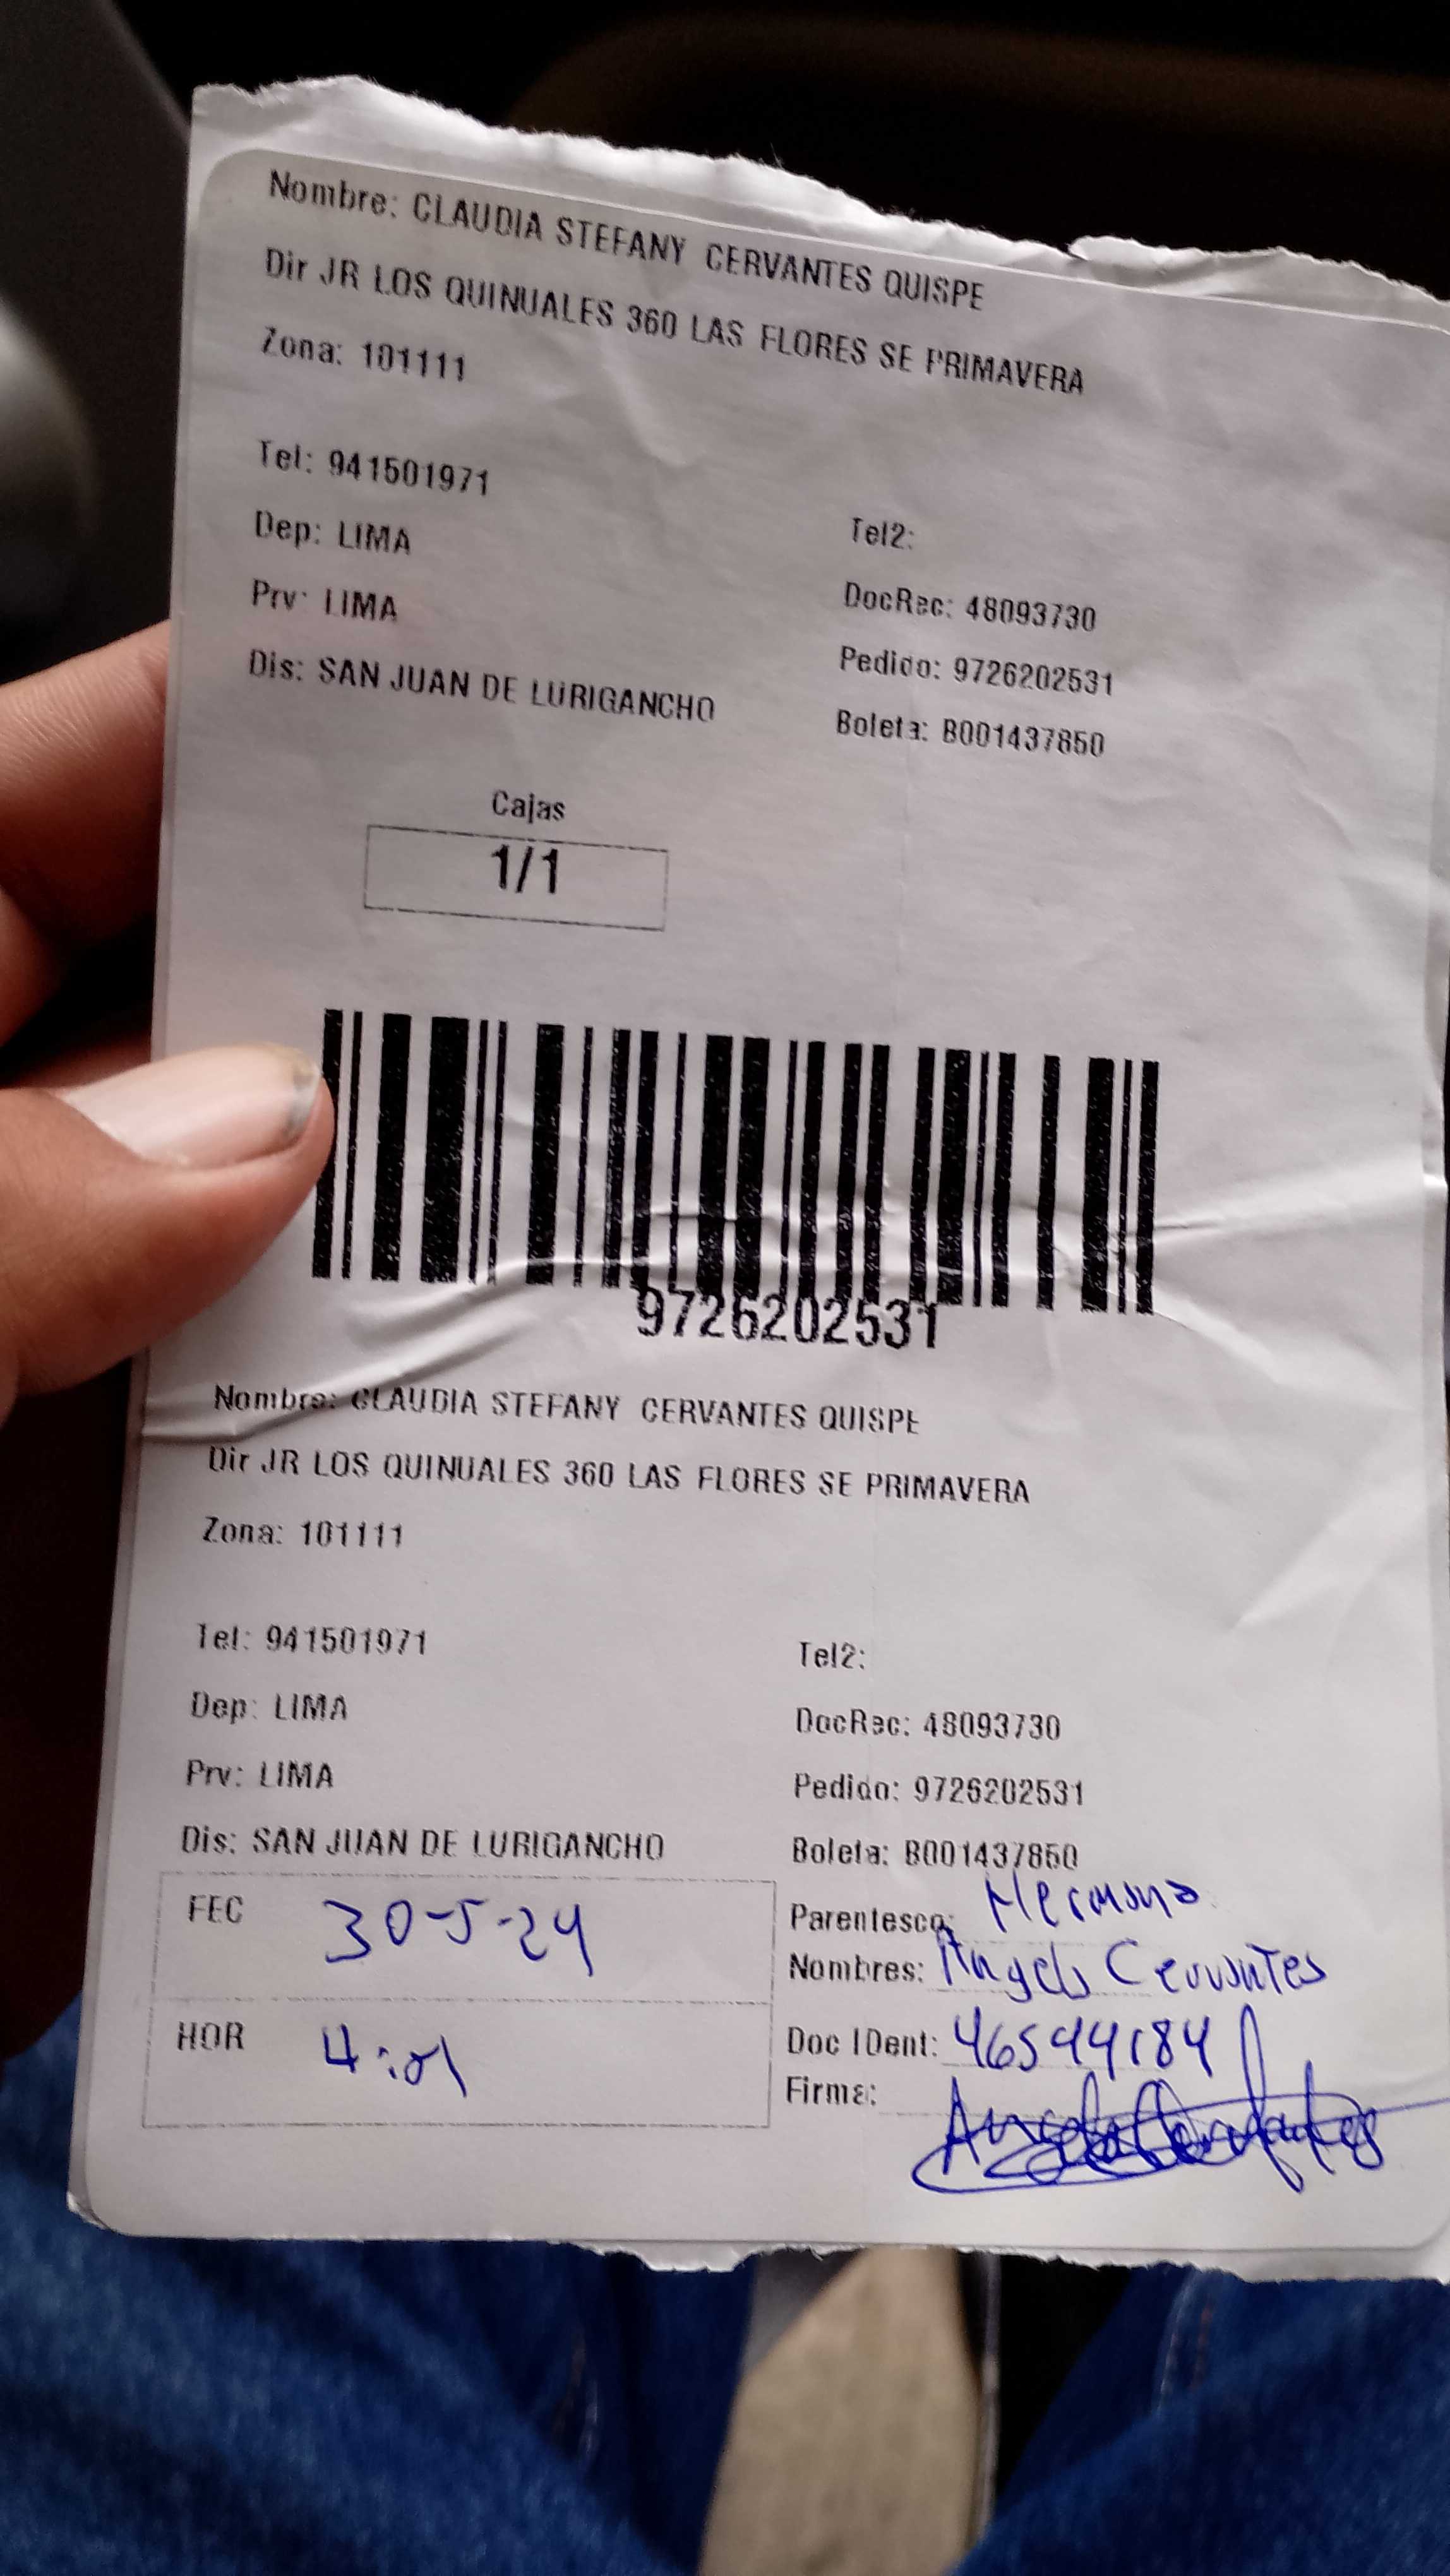 Nombre: CLAUDIA STEFANY CERVANTES QUISPE
Dir JR LOS QUINUALES 360 LAS FLORES SE PRIMAVERA
Zona: 101111
Tel: 941501971
Tel2:
Dep: LIMA
DocRec: 48093730
Prv: LIMA
Pedido: 9726202531
Dis: SAN JUAN DE LURIGANCHO
Boleta: B001437850
Cajas
1/1
9726202531
Nombre: CLAUDIA STEFANY CERVANTES QUISPE
Dir JR LOS QUINUALES 360 LAS FLORES SE PRIMAVERA
Zona: 101111
Tel: 941501971
Tel2:
Dep: LIMA
DocRec: 48093730
Prv: LIMA
Pedido: 9726202531
Dis: SAN JUAN DE LURIGANCHO
Boleta: B001437850
FEC 30-5-24
Parentesco: Hermana
Nombres: Angela Cervantes
HOR 4:01
Doc IDent: 46544184
Firma: